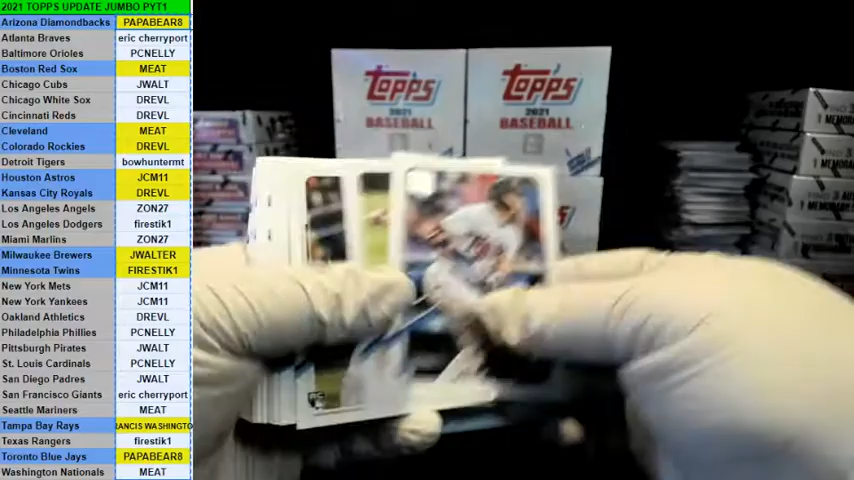 2021 TOPPS UPDATE JUMBO PYT1
Arizona Diamondbacks PAPABEAR8
Atlanta Braves eric cherryport
Baltimore Orioles PCNELLY
Boston Red Sox MEAT
Chicago Cubs JWALT
Chicago White Sox DREVL
Cincinnati Reds DREVL
Cleveland MEAT
Colorado Rockies DREVL
Detroit Tigers bowhuntermt
Houston Astros JCM11
Kansas City Royals DREVL
Los Angeles Angels ZON27
Los Angeles Dodgers firestik1
Miami Marlins ZON27
Milwaukee Brewers JWALTER
Minnesota Twins FIRESTIK1
New York Mets JCM11
New York Yankees JCM11
Oakland Athletics DREVL
Philadelphia Phillies PCNELLY
Pittsburgh Pirates JWALT
St. Louis Cardinals PCNELLY
San Diego Padres JWALT
San Francisco Giants eric cherryport
Seattle Mariners MEAT
Tampa Bay Rays RANCIS WASHINGTO
Texas Rangers firestik1
Toronto Blue Jays PAPABEAR8
Washington Nationals MEAT
Topps
2021
BASEBALL
Topps
2021
BASEBALL
RC